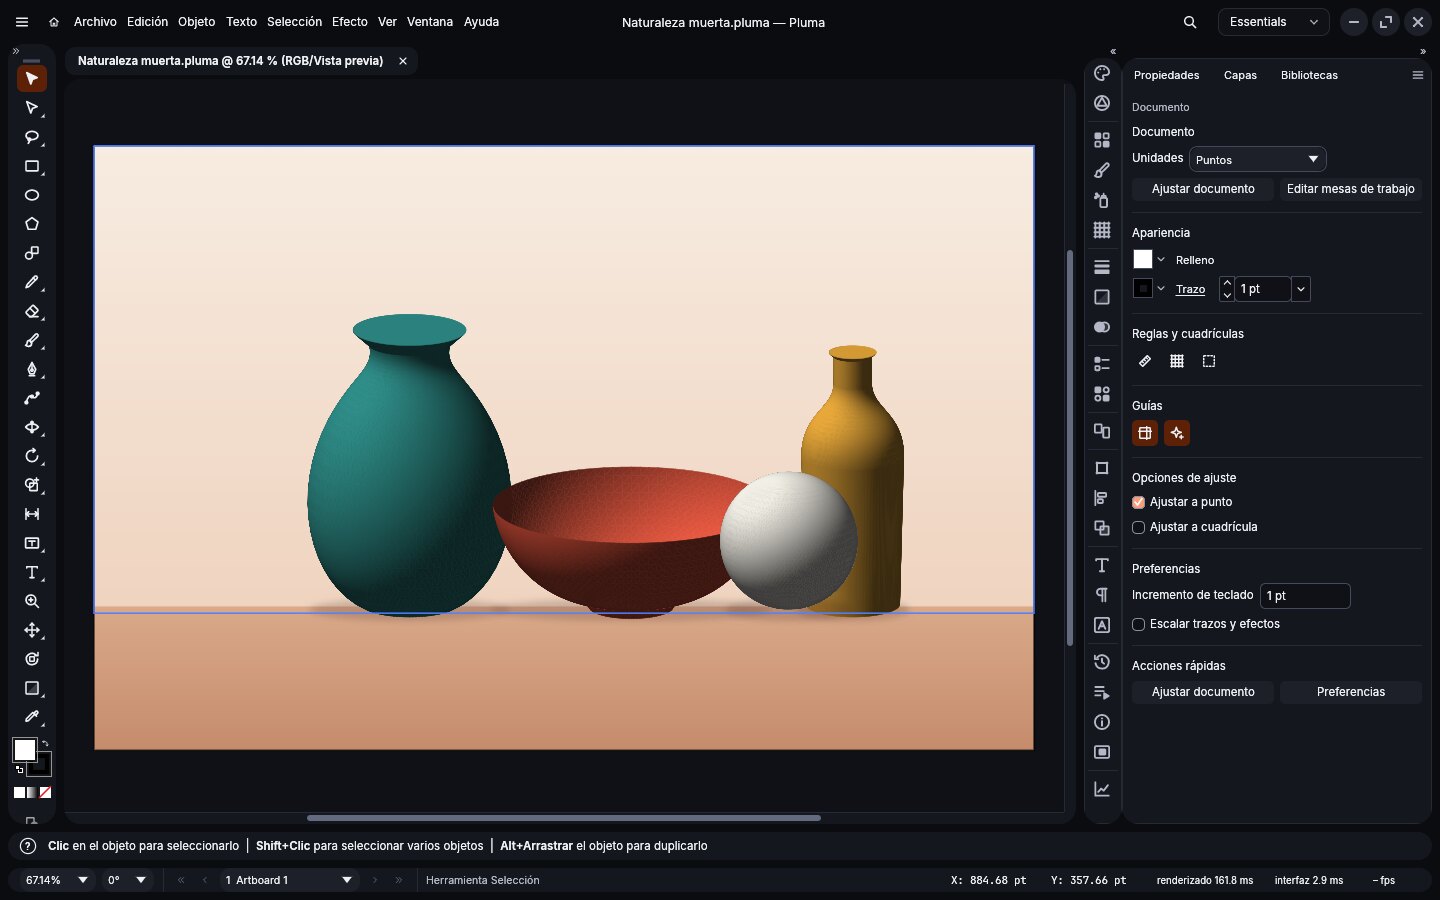 Archivo Edición Objeto Texto Selección Efecto Ver Ventana Ayuda
Naturaleza muerta.pluma — Pluma
Essentials
Naturaleza muerta.pluma @ 67.14 % (RGB/Vista previa)
Propiedades Capas Bibliotecas
Documento
Documento
Unidades Puntos
Ajustar documento Editar mesas de trabajo
Apariencia
Relleno
Trazo 1 pt
Reglas y cuadrículas
Guías
Opciones de ajuste
Ajustar a punto
Ajustar a cuadrícula
Preferencias
Incremento de teclado 1 pt
Escalar trazos y efectos
Acciones rápidas
Ajustar documento Preferencias
Clic en el objeto para seleccionarlo | Shift+Clic para seleccionar varios objetos | Alt+Arrastrar el objeto para duplicarlo
67.14% 0° 1 Artboard 1 Herramienta Selección X: 884.68 pt Y: 357.66 pt renderizado 161.8 ms interfaz 2.9 ms – fps